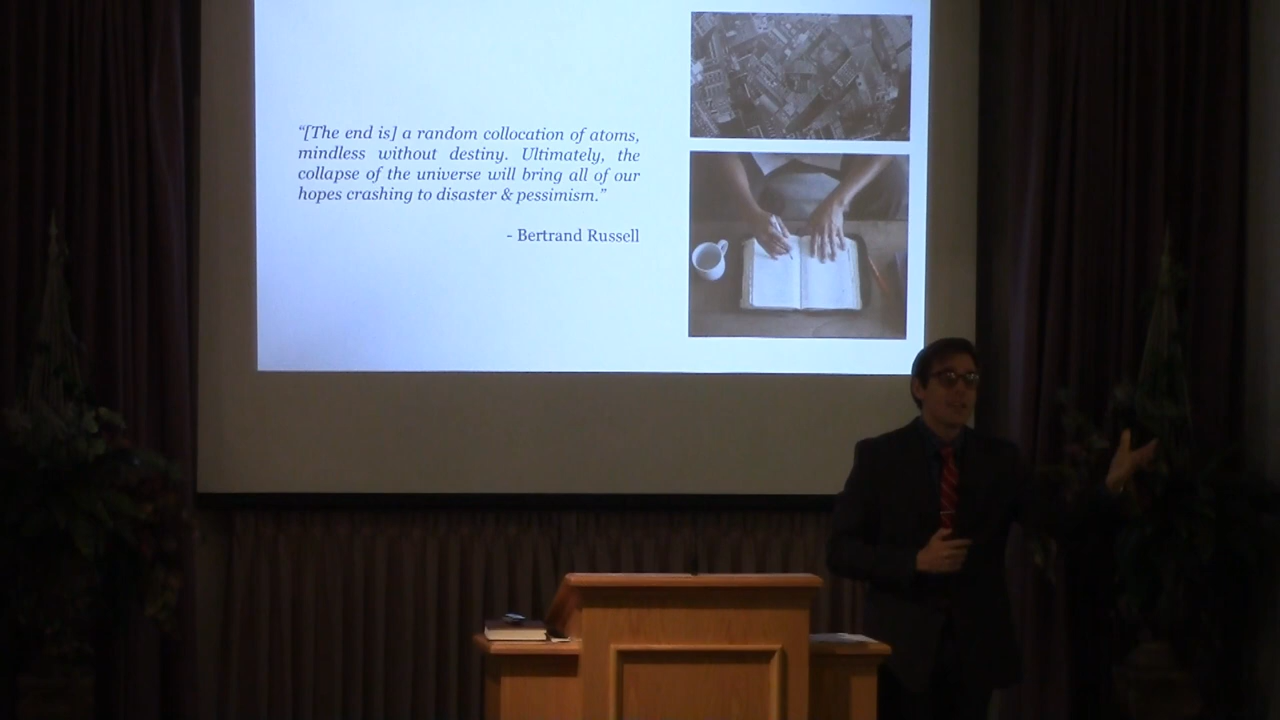 “[The end is] a random collocation of atoms,
mindless without destiny. Ultimately, the
collapse of the universe will bring all of our
hopes crashing to disaster & pessimism.”
- Bertrand Russell